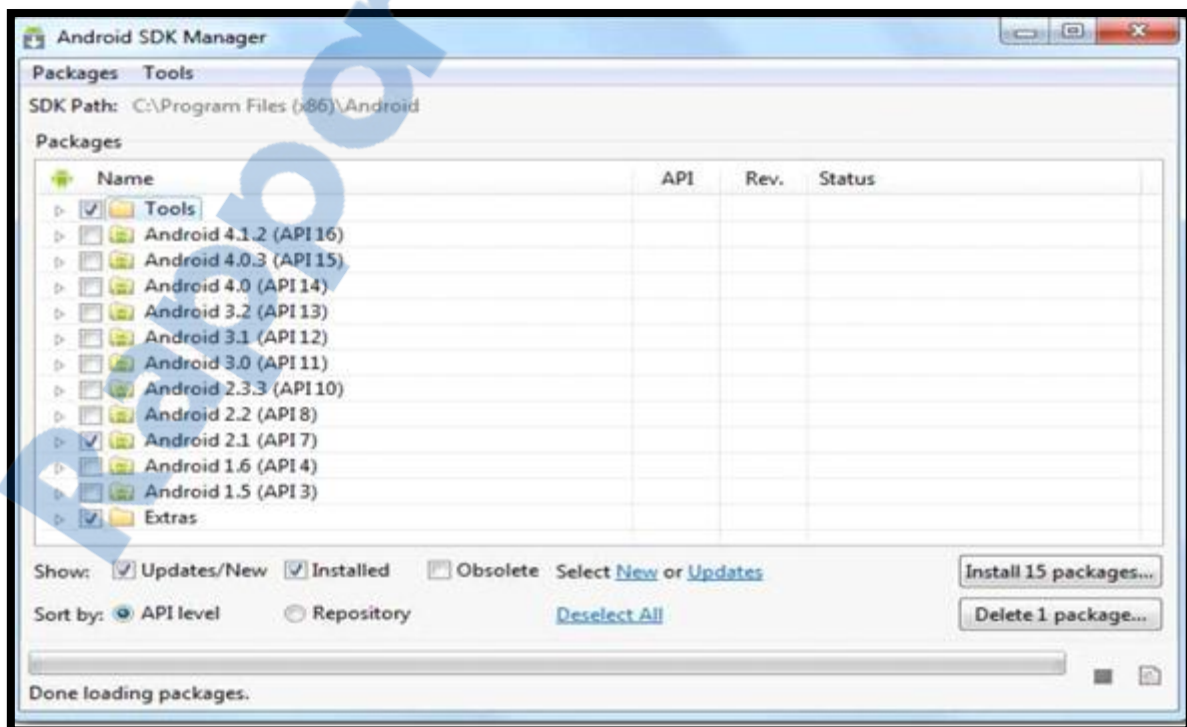 Android SDK Manager
Packages Tools
SDK Path: C:\Program Files (x86)\Android
Packages
Name API Rev. Status
Tools
Android 4.1.2 (API 16)
Android 4.0.3 (API 15)
Android 4.0 (API 14)
Android 3.2 (API 13)
Android 3.1 (API 12)
Android 3.0 (API 11)
Android 2.3.3 (API 10)
Android 2.2 (API 8)
Android 2.1 (API 7)
Android 1.6 (API 4)
Android 1.5 (API 3)
Extras
Show: Updates/New Installed Obsolete Select New or Updates Install 15 packages...
Sort by: API level Repository Deselect All Delete 1 package...
Done loading packages.